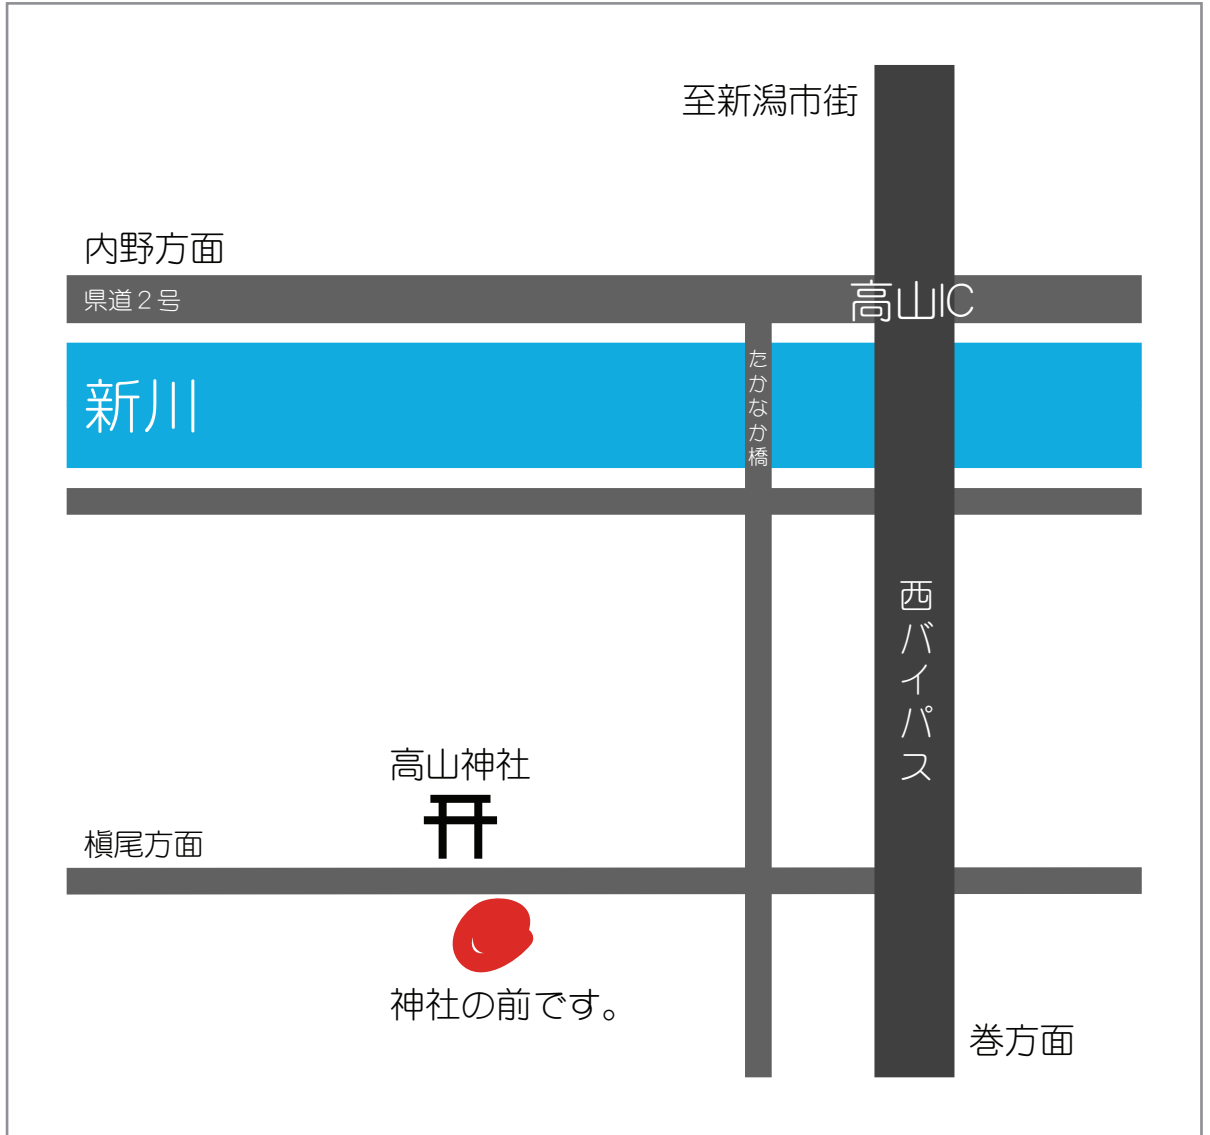 至新潟市街
内野方面
県道2号
高山IC
新川
たかなか橋
西バイパス
高山神社
槇尾方面
神社の前です。
巻方面